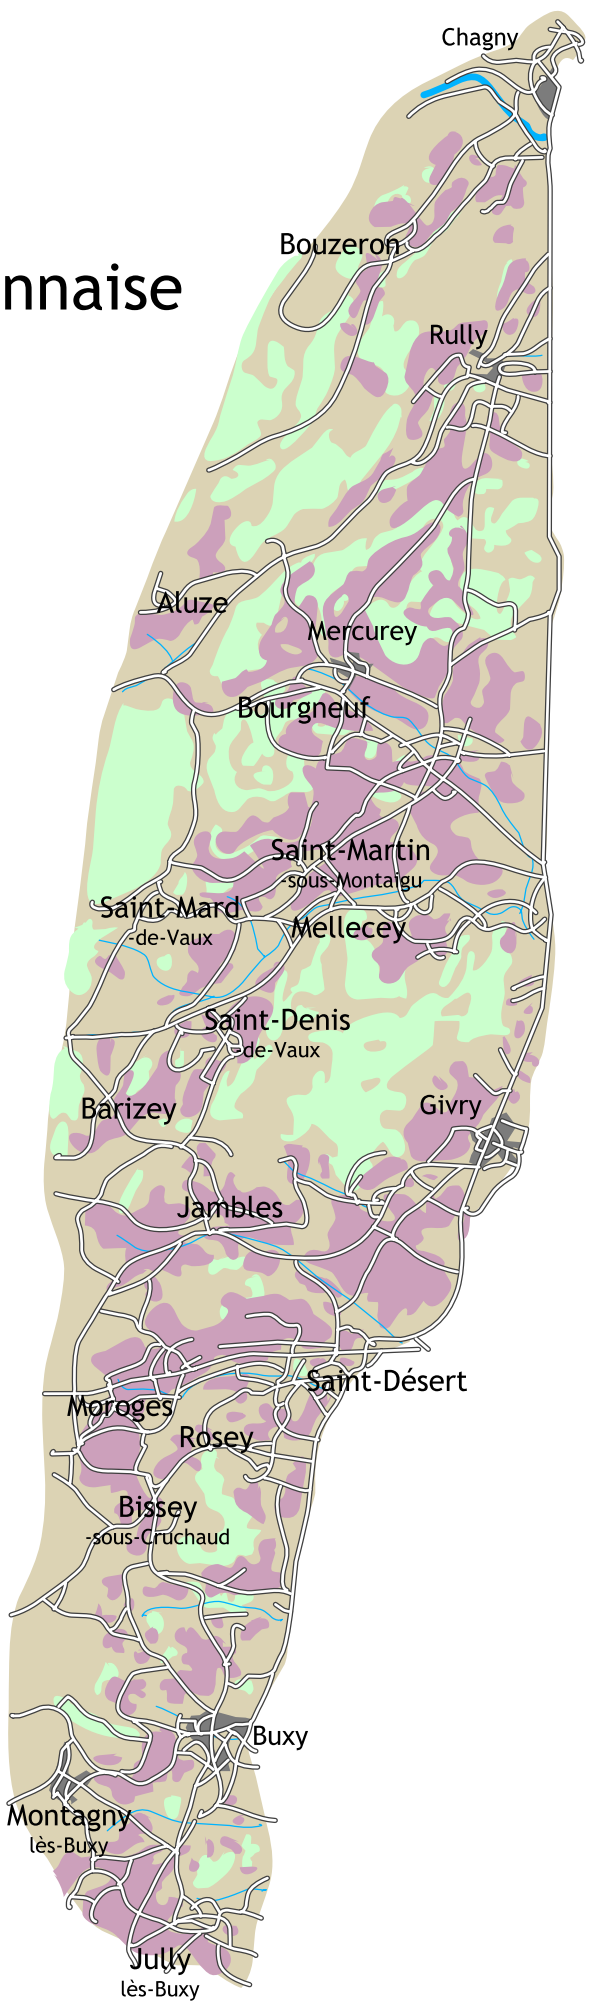 Chagny
Bouzeron
nnaise
Rully
Aluze
Mercurey
Bourgneuf
Saint-Martin
-sous-Montaigu
Saint-Mard
-de-Vaux
Mellecey
Saint-Denis
-de-Vaux
Barizey
Givry
Jambles
Saint-Désert
Moroges
Rosey
Bissey
-sous-Cruchaud
Buxy
Montagny
lès-Buxy
Jully
lès-Buxy